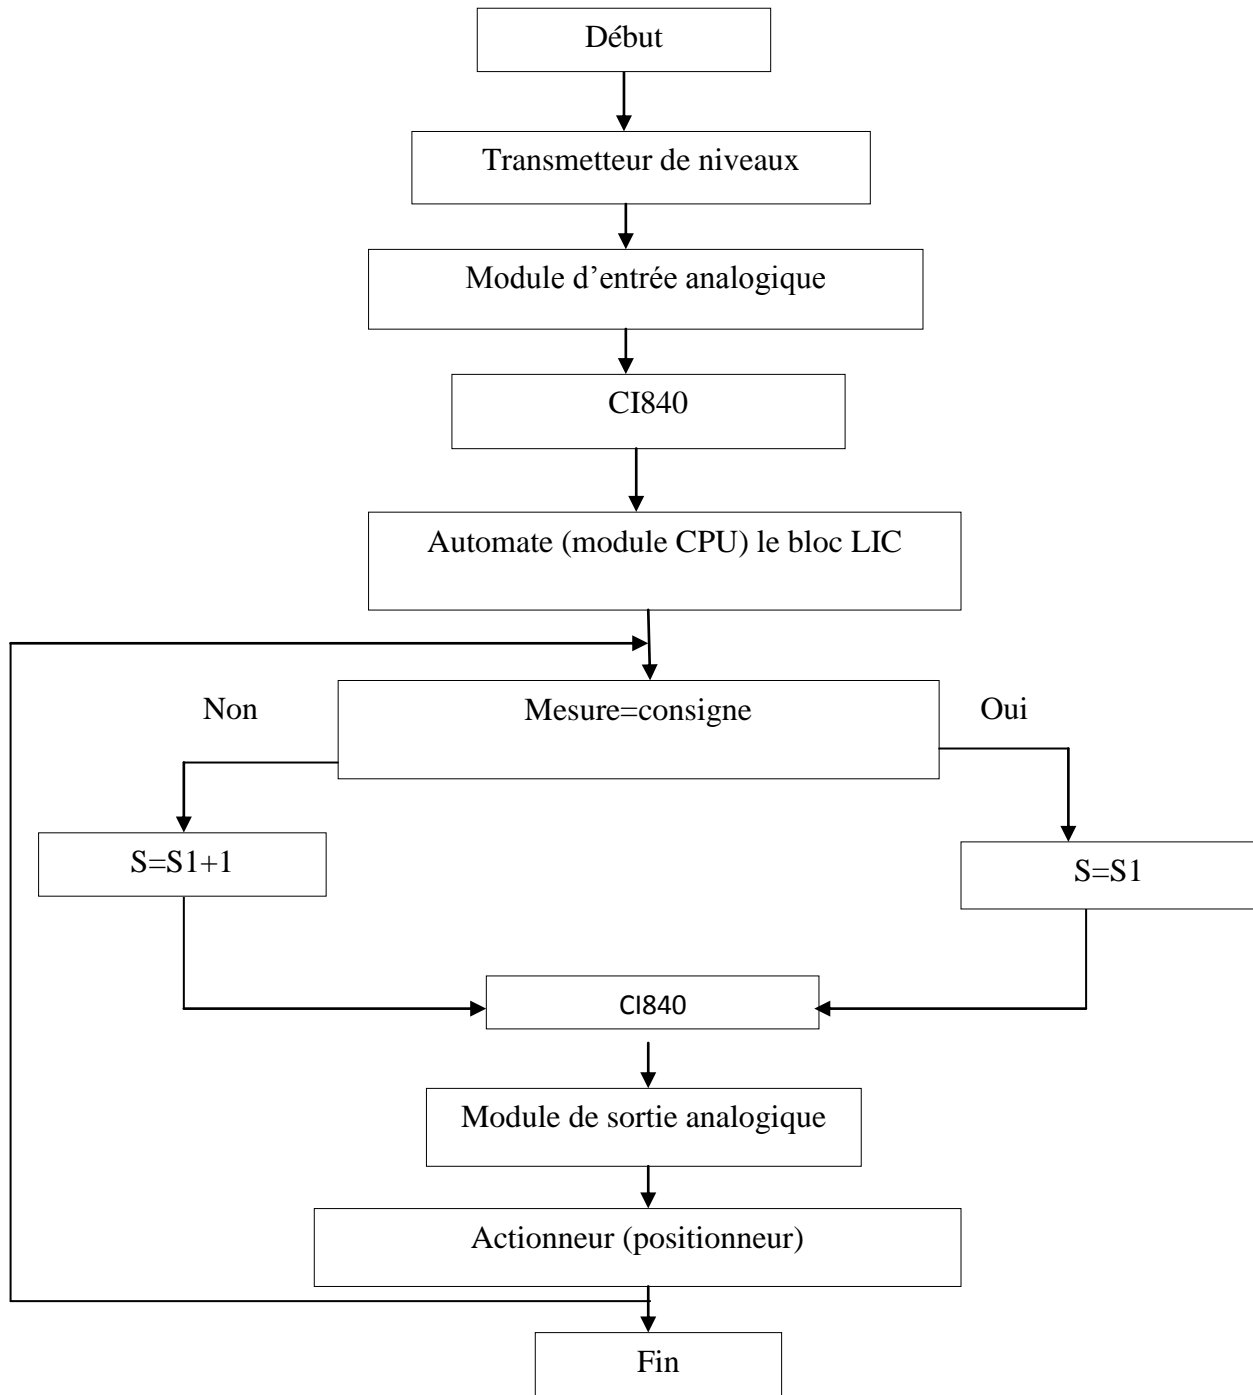 Début
Transmetteur de niveaux
Module d’entrée analogique
CI840
Automate (module CPU) le bloc LIC
Non
Mesure=consigne
Oui
S=S1+1
S=S1
CI840
Module de sortie analogique
Actionneur (positionneur)
Fin